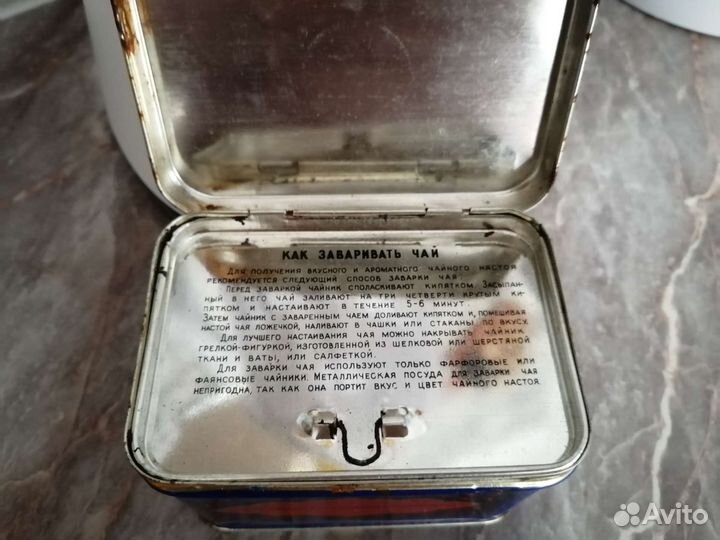 КАК ЗАВАРИВАТЬ ЧАЙ
Для получения вкусного и ароматного чайного настоя
рекомендуется следующий способ заварки чая:
Перед заваркой чайник споласкивают кипятком. Засыпан-
ный в него чай заливают на три четверти крутым ки-
пятком и настаивают в течение 5-6 минут.
Затем чайник с заваренным чаем доливают кипятком и, помешивая
настой чая ложечкой, наливают в чашки или стаканы по вкусу.
Для лучшего настаивания чая можно накрывать чайник
грелкой-фигуркой, изготовленной из шелковой или шерстяной
ткани и ваты, или салфеткой.
Для заварки чая используют только фарфоровые или
фаянсовые чайники. Металлическая посуда для заварки чая
непригодна, так как она портит вкус и цвет чайного настоя.
Avito